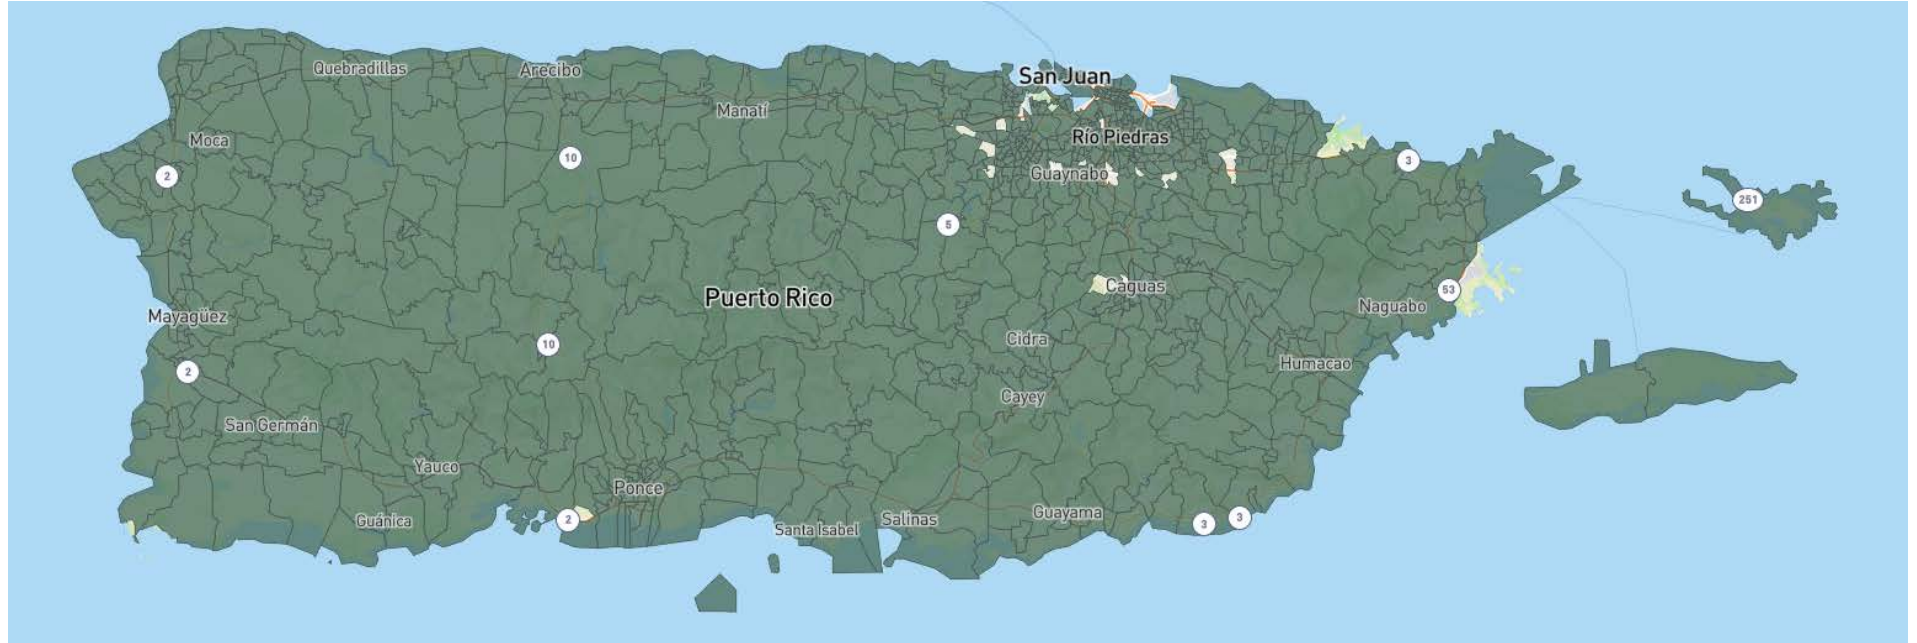 San Juan
Quebradillas
Arecibo
Manatí
Río Piedras
Moca
10
3
2
Guaynabo
251
5
Caguas
53
Puerto Rico
Naguabo
Mayagüez
Cidra
10
Humacao
2
Cayey
San Germán
Yauco
Ponce
Guánica
2
Santa Isabel
Salinas
Guayama
3
3